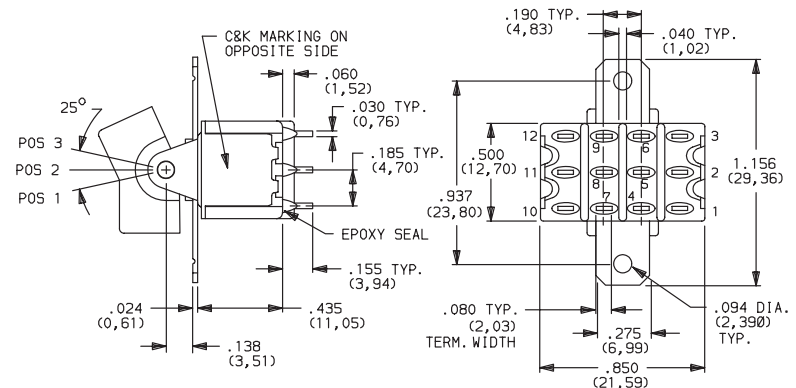 C&K MARKING ON
OPPOSITE SIDE
.060
(1,52)
.030 TYP.
(0,76)
25°
POS 3
POS 2
POS 1
.185 TYP.
(4,70)
EPOXY SEAL
.155 TYP.
(3,94)
.024
(0,61)
.435
(11,05)
.138
(3,51)
.190 TYP.
(4,83)
.040 TYP.
(1,02)
12
9
6
3
.500
(12,70)
11
8
5
2
1.156
(29,36)
.937
(23,80)
10
7
4
1
.080 TYP.
(2,03)
TERM. WIDTH
.275
(6,99)
.094 DIA.
(2,39Ø)
TYP.
.850
(21,59)